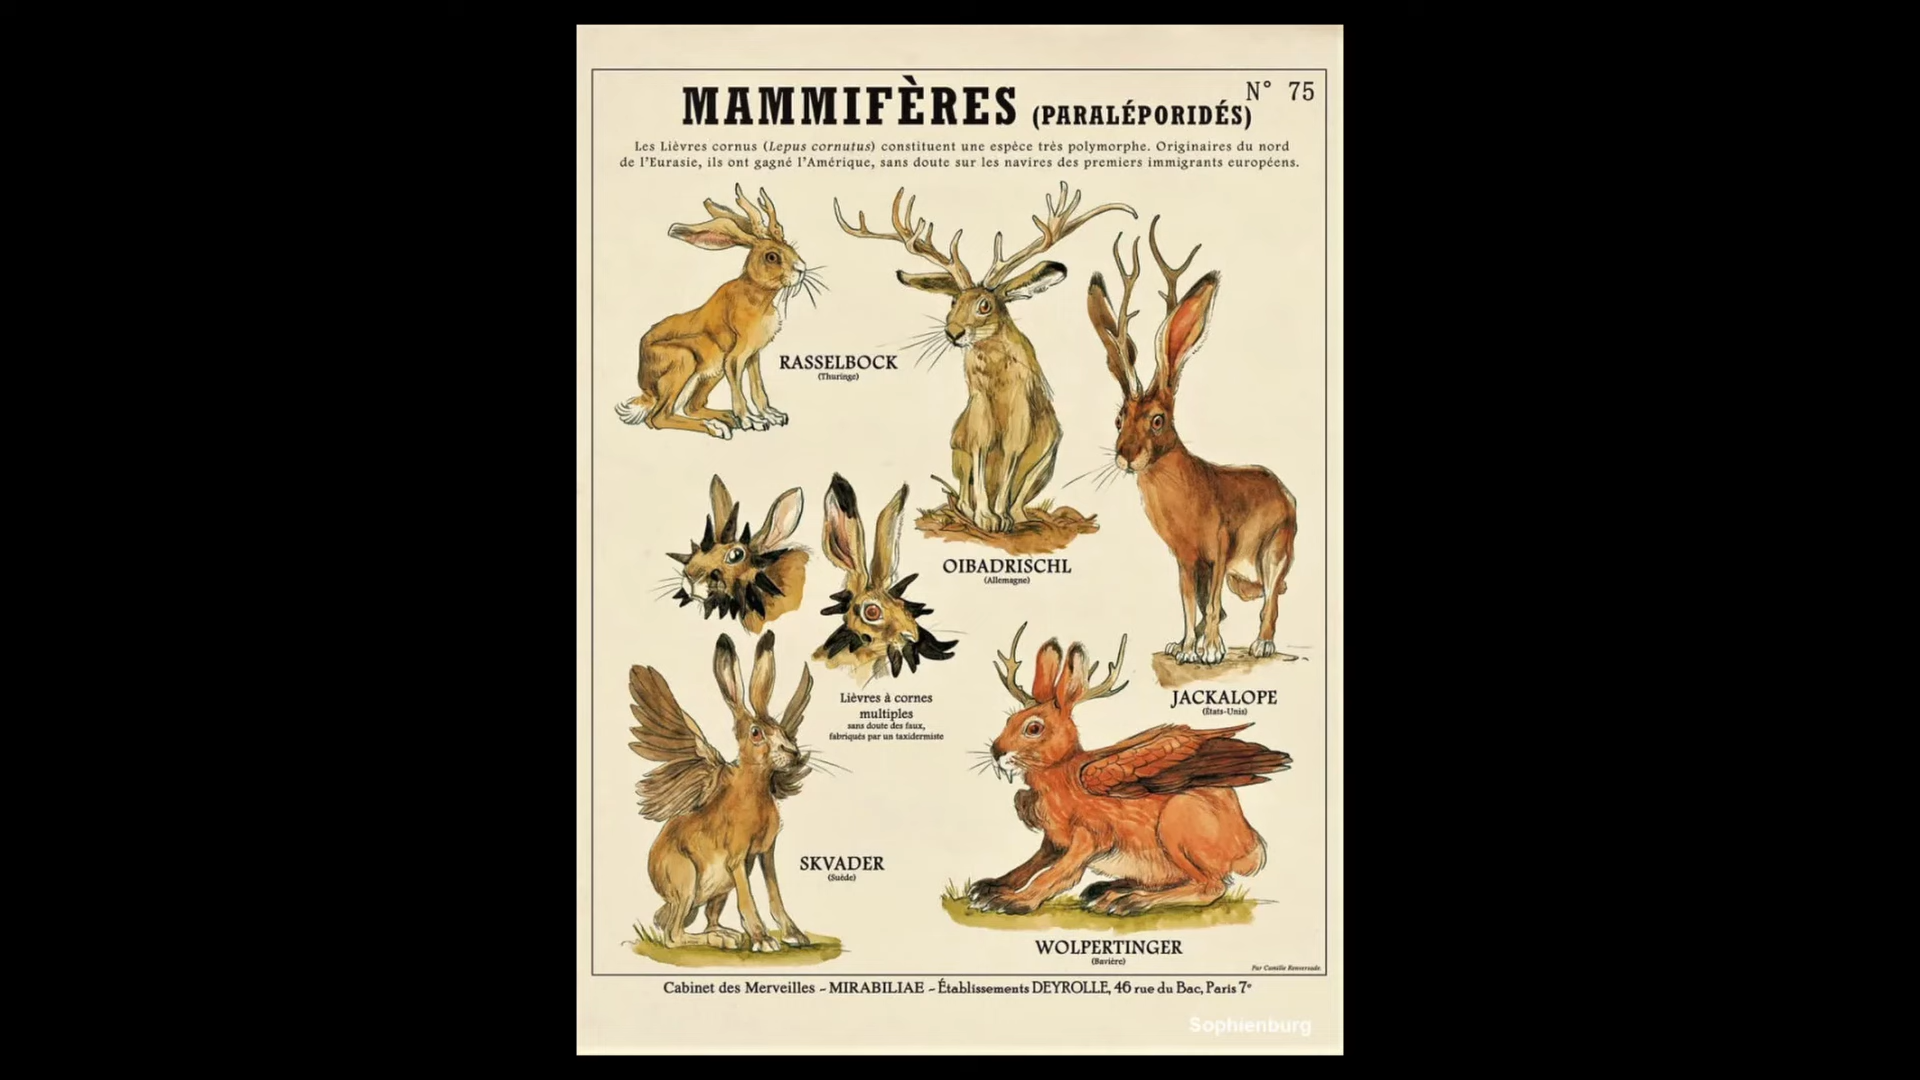 MAMMIFÈRES (PARALÉPORIDÉS)
N° 75
Les Lièvres cornus (Lepus cornutus) constituent une espèce très polymorphe. Originaires du nord
de l'Eurasie, ils ont gagné l'Amérique, sans doute sur les navires des premiers immigrants européens.
RASSELBOCK
(Thuringe)
OIBADRISCHL
(Allemagne)
JACKALOPE
(États-Unis)
Lièvres à cornes
multiples
sans doute des faux,
fabriqués par un taxidermiste
SKVADER
(Suède)
WOLPERTINGER
(Bavière)
Par Camille Renversade.
Cabinet des Merveilles - MIRABILIAE - Établissements DEYROLLE, 46 rue du Bac, Paris 7e
Sophienburg